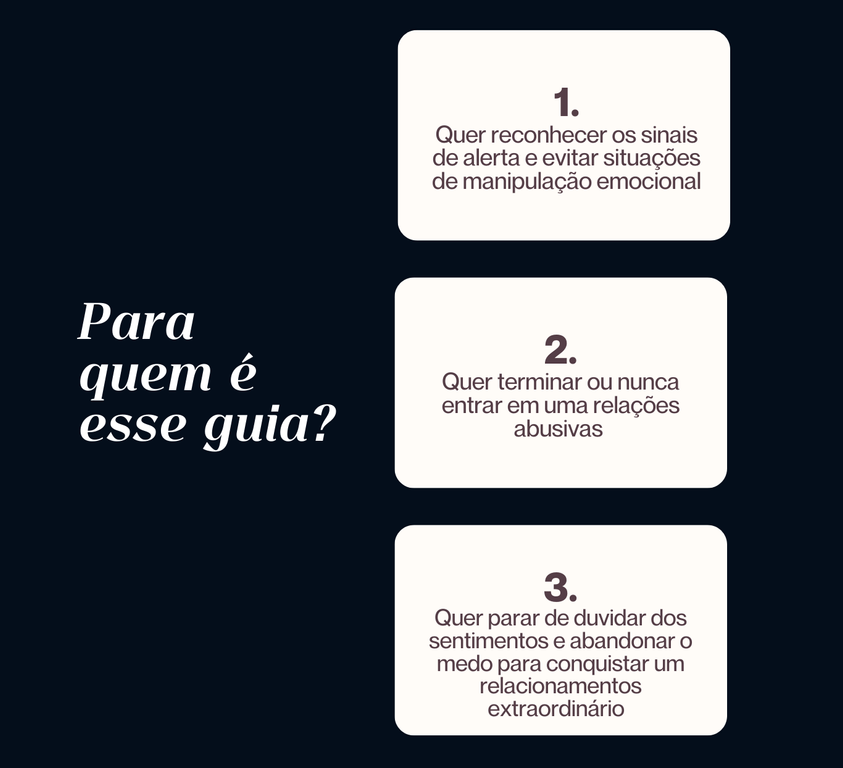 Para
quem é
esse guia?
1.
Quer reconhecer os sinais
de alerta e evitar situações
de manipulação emocional
2.
Quer terminar ou nunca
entrar em uma relações
abusivas
3.
Quer parar de duvidar dos
sentimentos e abandonar o
medo para conquistar um
relacionamentos
extraordinário